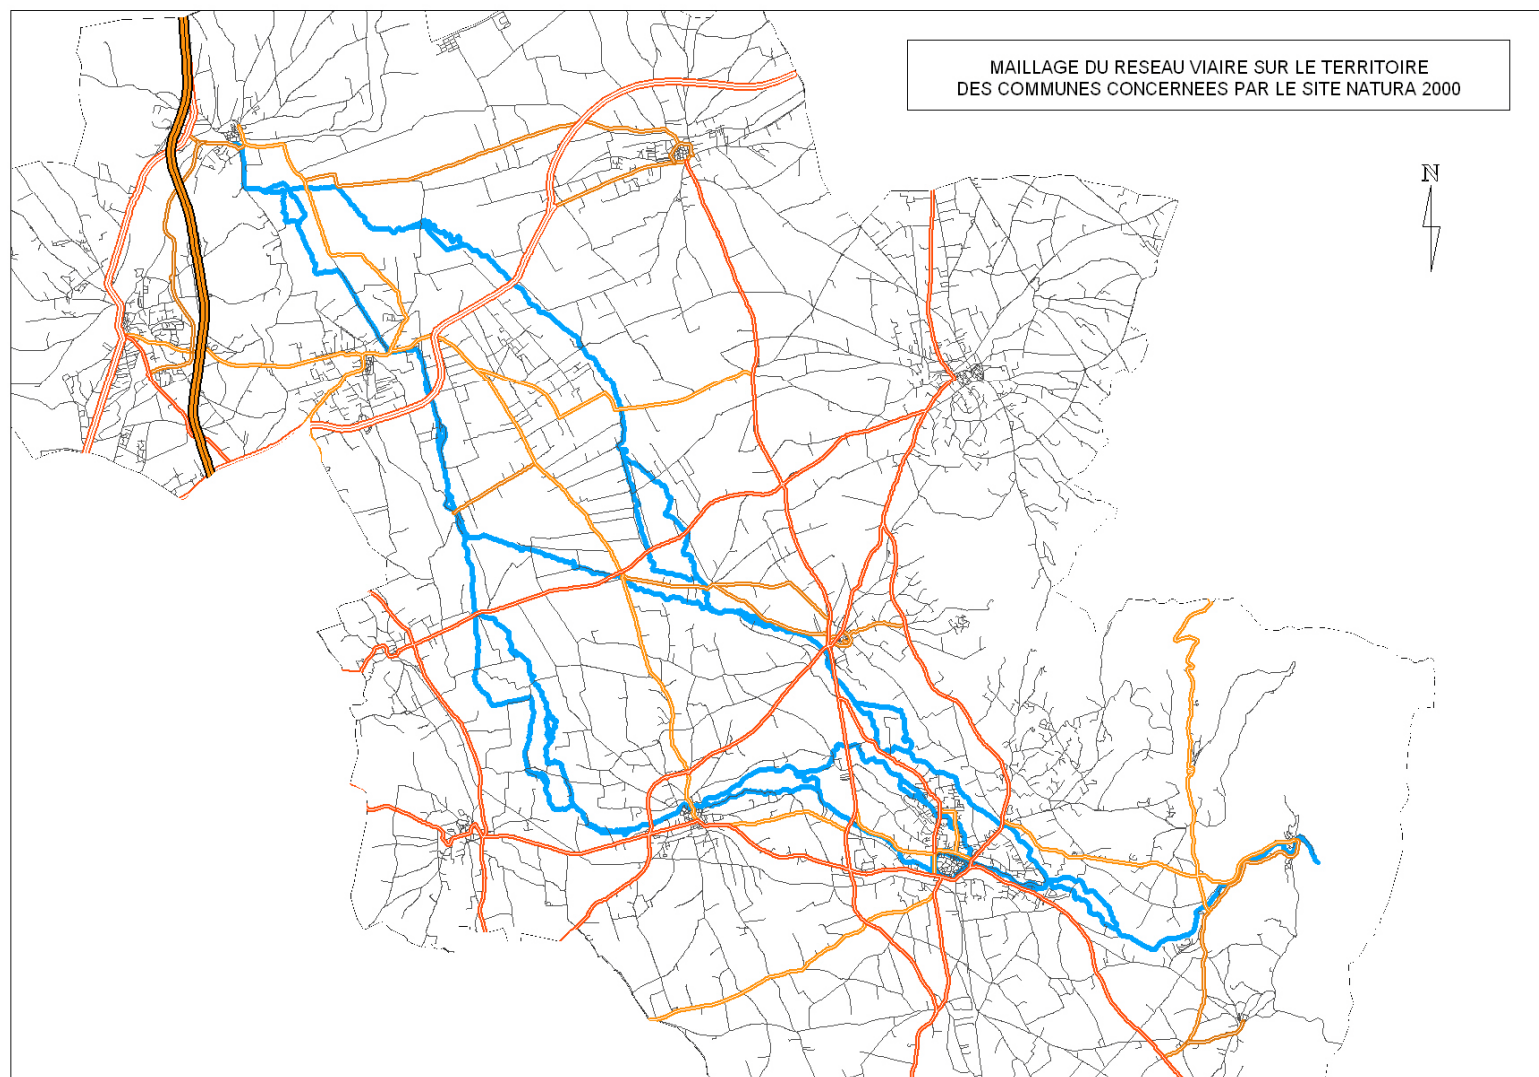 MAILLAGE DU RESEAU VIAIRE SUR LE TERRITOIRE
DES COMMUNES CONCERNEES PAR LE SITE NATURA 2000
N